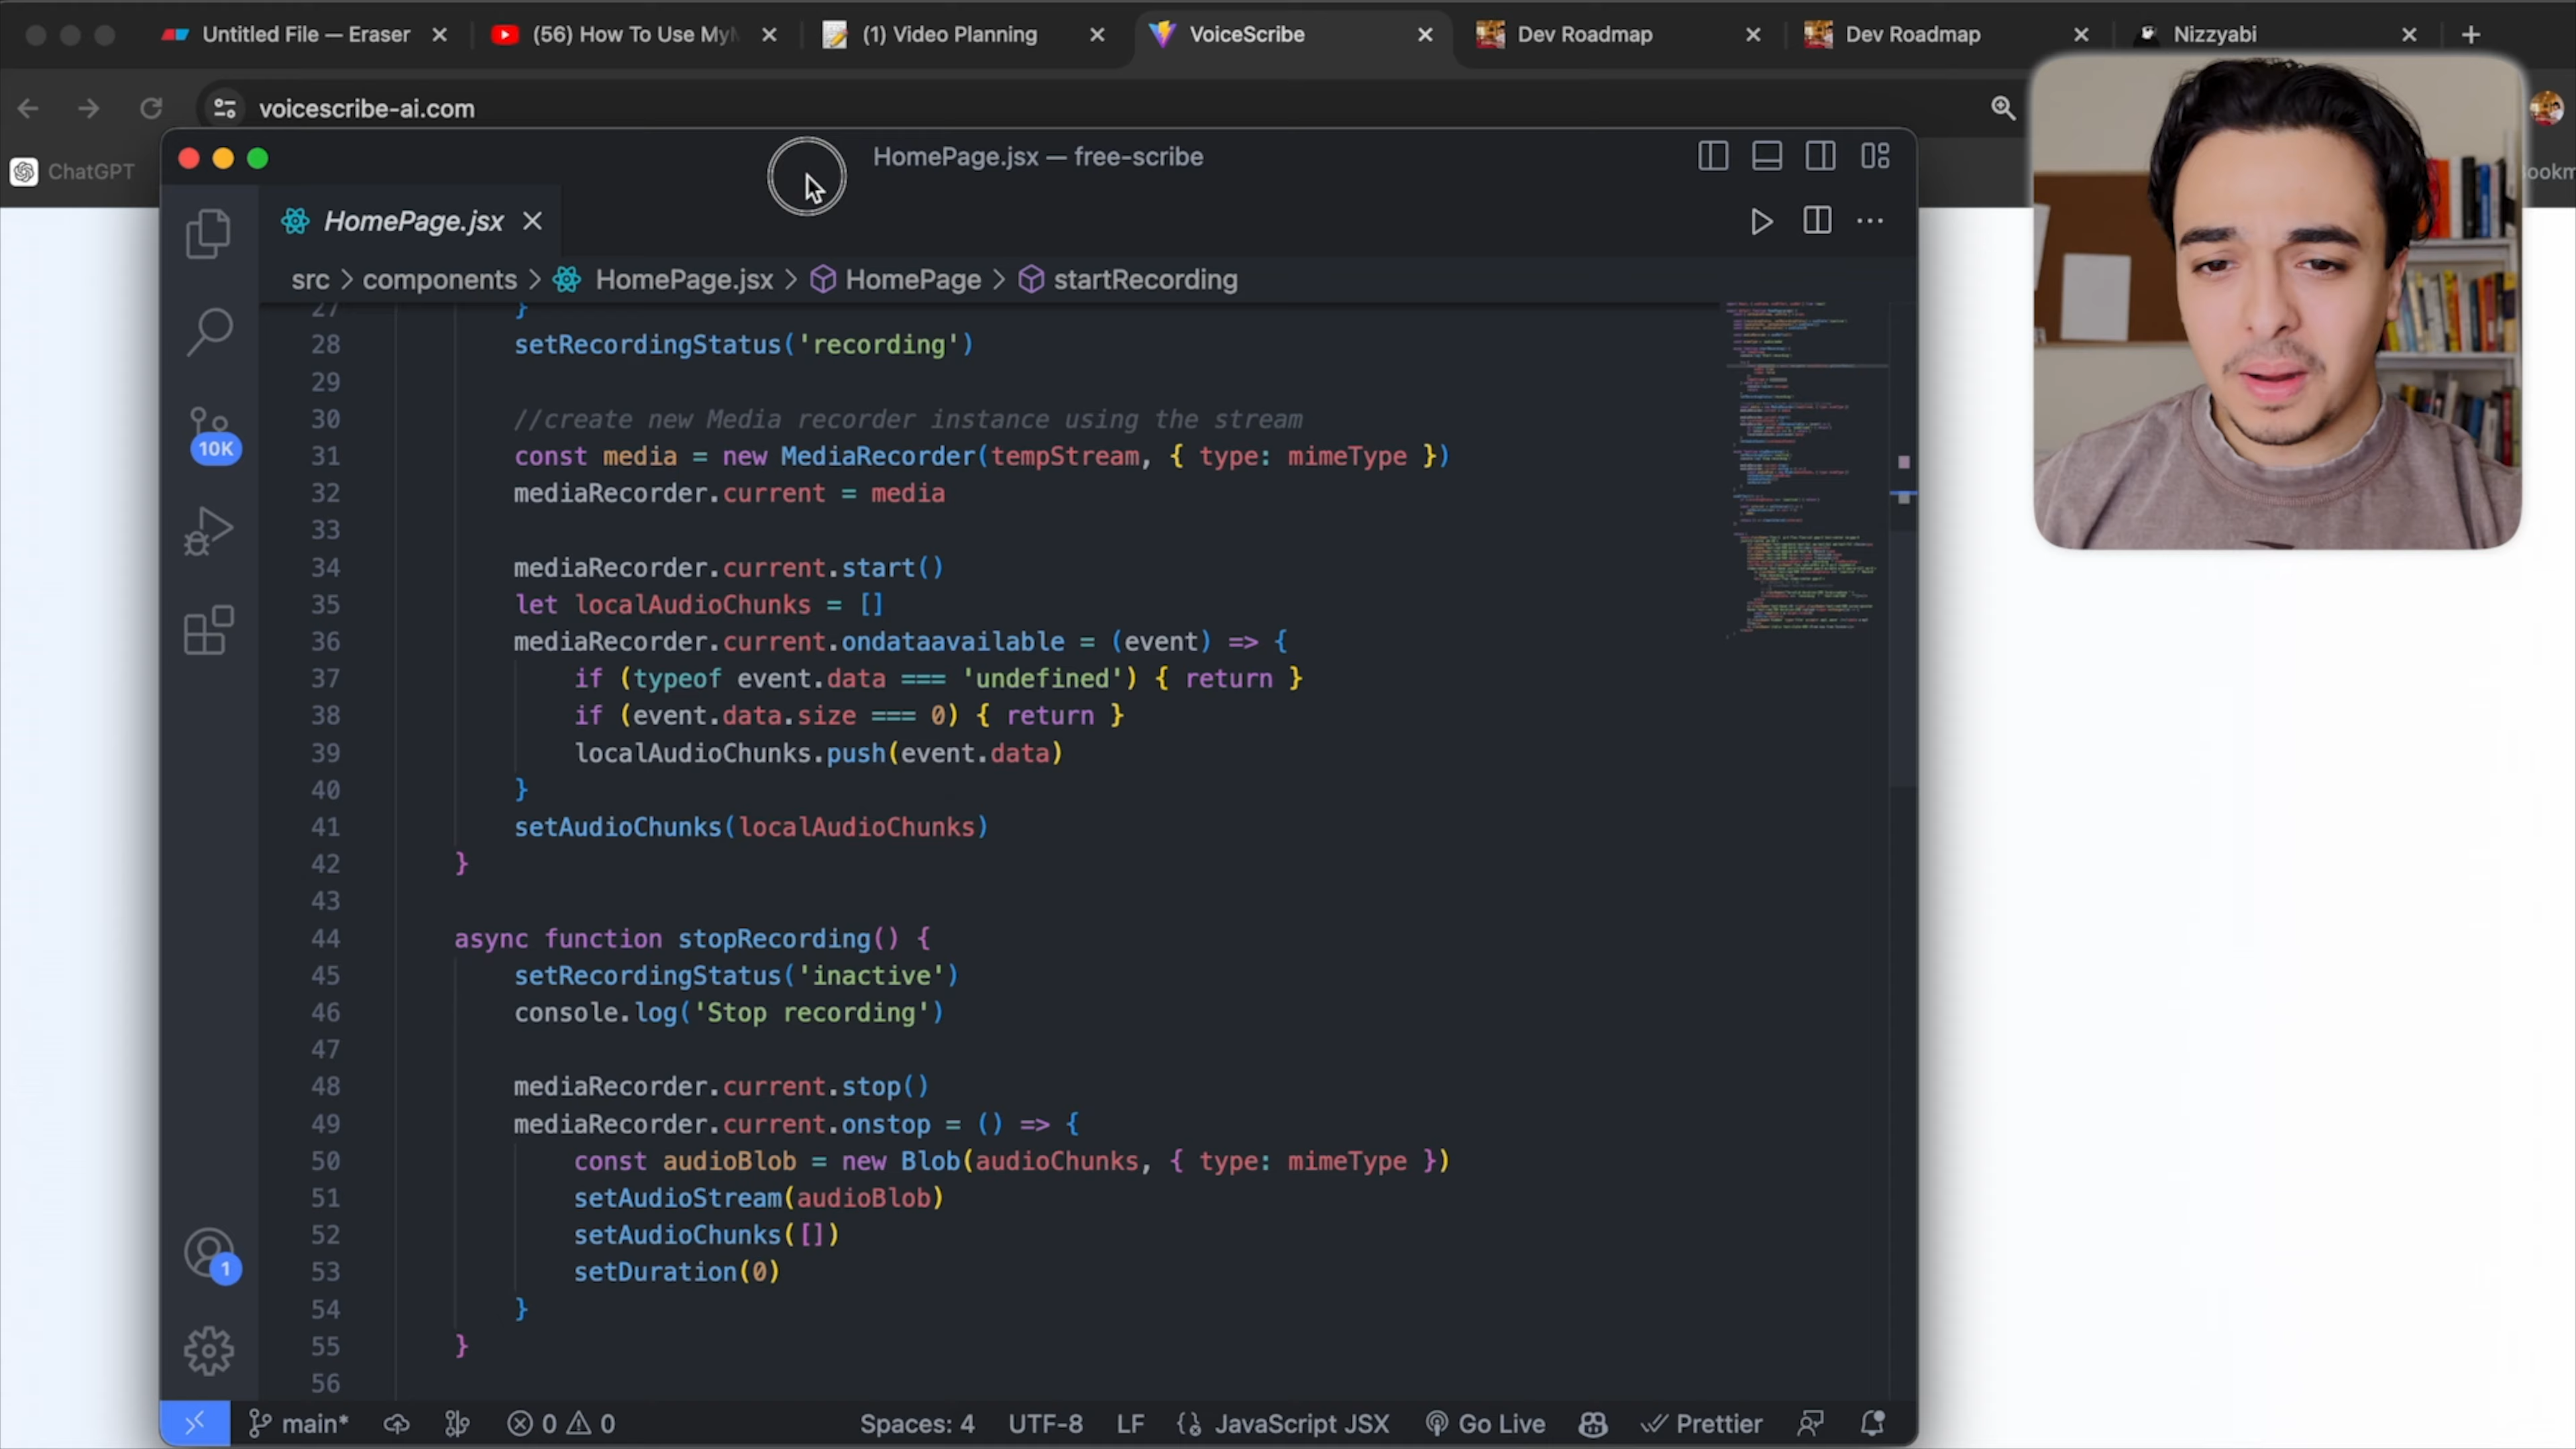 Untitled File — Eraser
(56) How To Use MyM
(1) Video Planning
VoiceScribe
Dev Roadmap
Dev Roadmap
Nizzyabi
voicescribe-ai.com
ChatGPT
HomePage.jsx — free-scribe
HomePage.jsx
src > components > HomePage.jsx > HomePage > startRecording
27 }
28 setRecordingStatus('recording')
29
30 //create new Media recorder instance using the stream
31 const media = new MediaRecorder(tempStream, { type: mimeType })
32 mediaRecorder.current = media
33
34 mediaRecorder.current.start()
35 let localAudioChunks = []
36 mediaRecorder.current.ondataavailable = (event) => {
37 if (typeof event.data === 'undefined') { return }
38 if (event.data.size === 0) { return }
39 localAudioChunks.push(event.data)
40 }
41 setAudioChunks(localAudioChunks)
42 }
43
44 async function stopRecording() {
45 setRecordingStatus('inactive')
46 console.log('Stop recording')
47
48 mediaRecorder.current.stop()
49 mediaRecorder.current.onstop = () => {
50 const audioBlob = new Blob(audioChunks, { type: mimeType })
51 setAudioStream(audioBlob)
52 setAudioChunks([])
53 setDuration(0)
54 }
55 }
56
10K
1
main* 0 0 Spaces: 4 UTF-8 LF JavaScript JSX Go Live Prettier